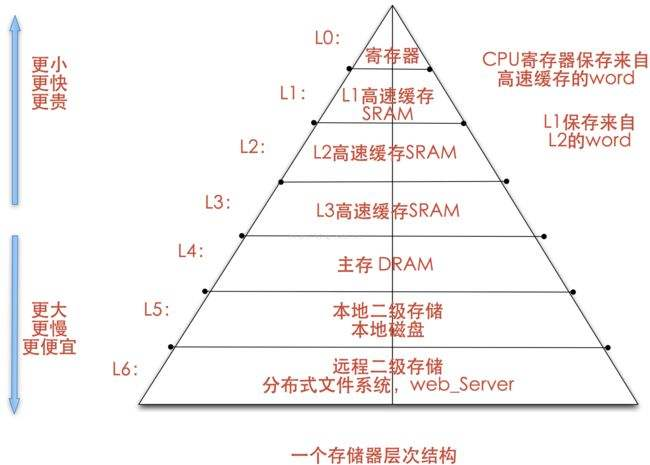 L0:
寄存器
CPU寄存器保存来自
高速缓存的word
更小
更快
更贵
L1:
L1高速缓存
SRAM
L1保存来自
L2的word
L2:
L2高速缓存SRAM
L3:
L3高速缓存SRAM
L4:
主存 DRAM
更大
更慢
更便宜
L5:
本地二级存储
本地磁盘
L6:
远程二级存储
分布式文件系统，web_Server
一个存储器层次结构